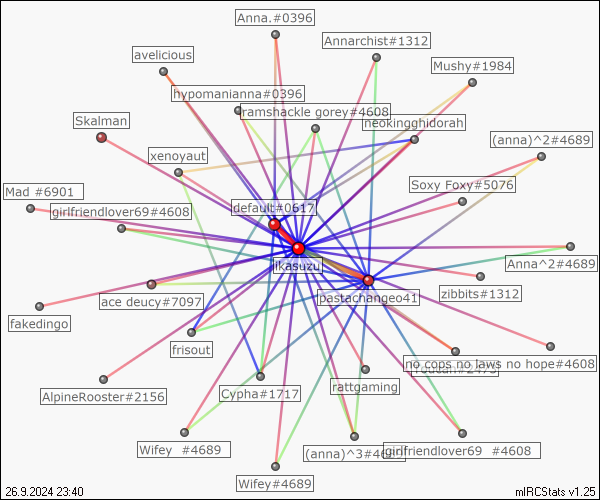 Anna.#0396
Annarchist#1312
avelicious
Mushy#1984
hypomanianna#0396
ramshackle gorey#4608
Skalman
neokingghidorah
(anna)^2#4689
xenoyaut
Soxy Foxy#5076
Mad #6901
girlfriendlover69#4608
default#0617
Anna^2#4689
ikasuzu
zibbits#1312
ace deucy#7097
pastachangeo41
fakedingo
frisout
no cops no laws no hope#4608
rattgaming
AlpineRooster#2156
Cypha#1717
Wifey #4689
(anna)^3#4689
girlfriendlover69 #4608
Wifey#4689
26.9.2024 23:40
mIRCStats v1.25